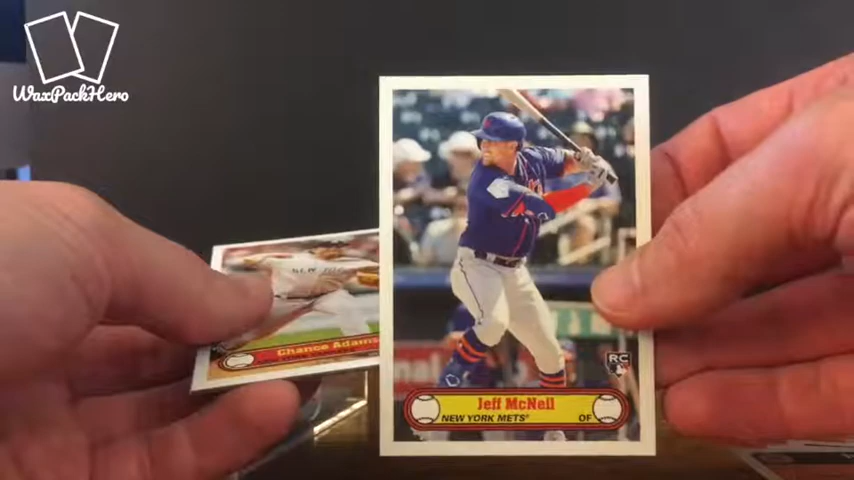 WaxPackHero
Jeff McNeil
NEW YORK METS
OF
RC
Chance Adams